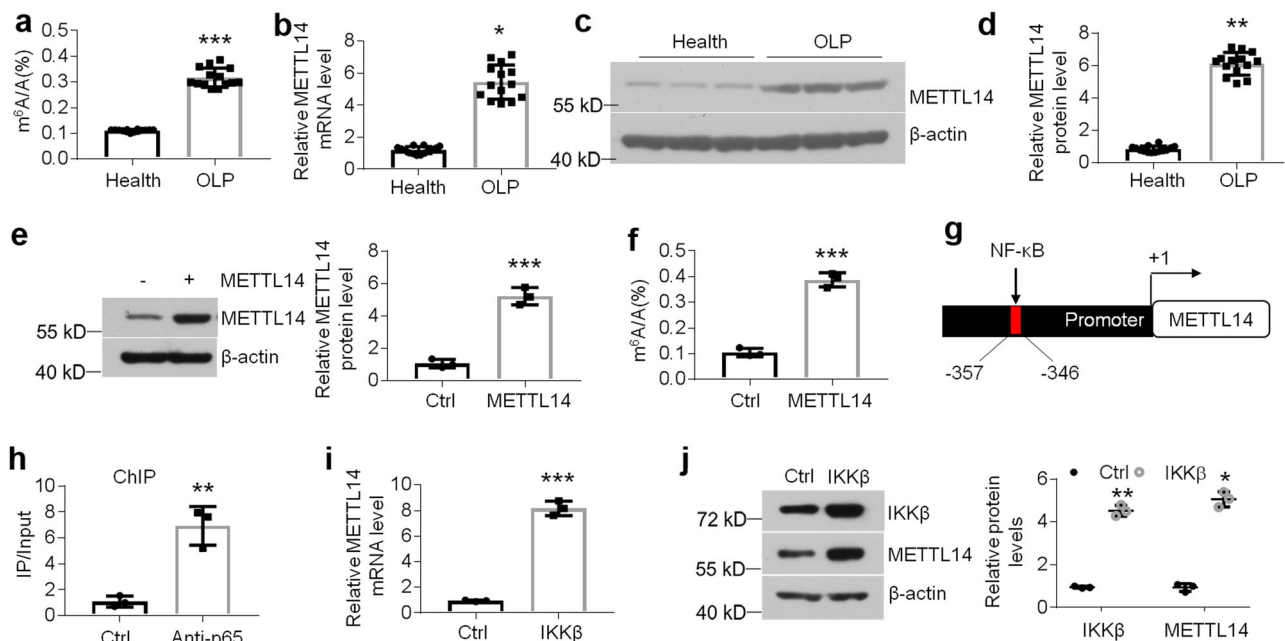 a
m⁶A/A(%)
0.5
0.4
0.3
0.2
0.1
0.0
***
Health
OLP
b
Relative METTL14
mRNA level
8
6
4
2
0
*
Health
OLP
c
Health
OLP
55 kD
METTL14
40 kD
β-actin
d
Relative METTL14
protein level
8
6
4
2
0
**
Health
OLP
e
- + METTL14
METTL14
55 kD
β-actin
40 kD
Relative METTL14
protein level
8
6
4
2
0
***
Ctrl
METTL14
f
m⁶A/A(%)
0.5
0.4
0.3
0.2
0.1
0.0
***
Ctrl
METTL14
g
NF-κB
+1
Promoter
METTL14
-357
-346
h
ChIP
IP/Input
10
8
6
4
2
0
**
Ctrl
Anti-p65
i
Relative METTL14
mRNA level
10
8
6
4
2
0
***
Ctrl
IKKβ
j
Ctrl IKKβ
IKKβ
72 kD
METTL14
55 kD
β-actin
40 kD
Relative protein
levels
6
4
2
0
Ctrl
IKKβ
**
*
IKKβ
METTL14